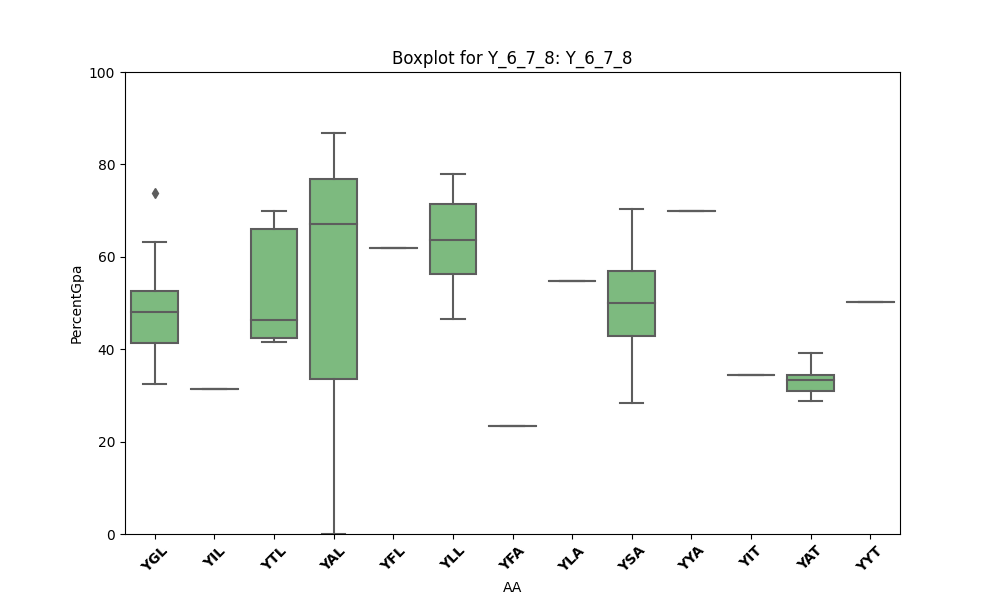 Boxplot for Y_6_7_8: Y_6_7_8
100
80
60
40
20
0
PercentGpa
YGL YIL YTL YAL YFL YLL YFA YLA YSA YYA YIT YAT YYT
AA